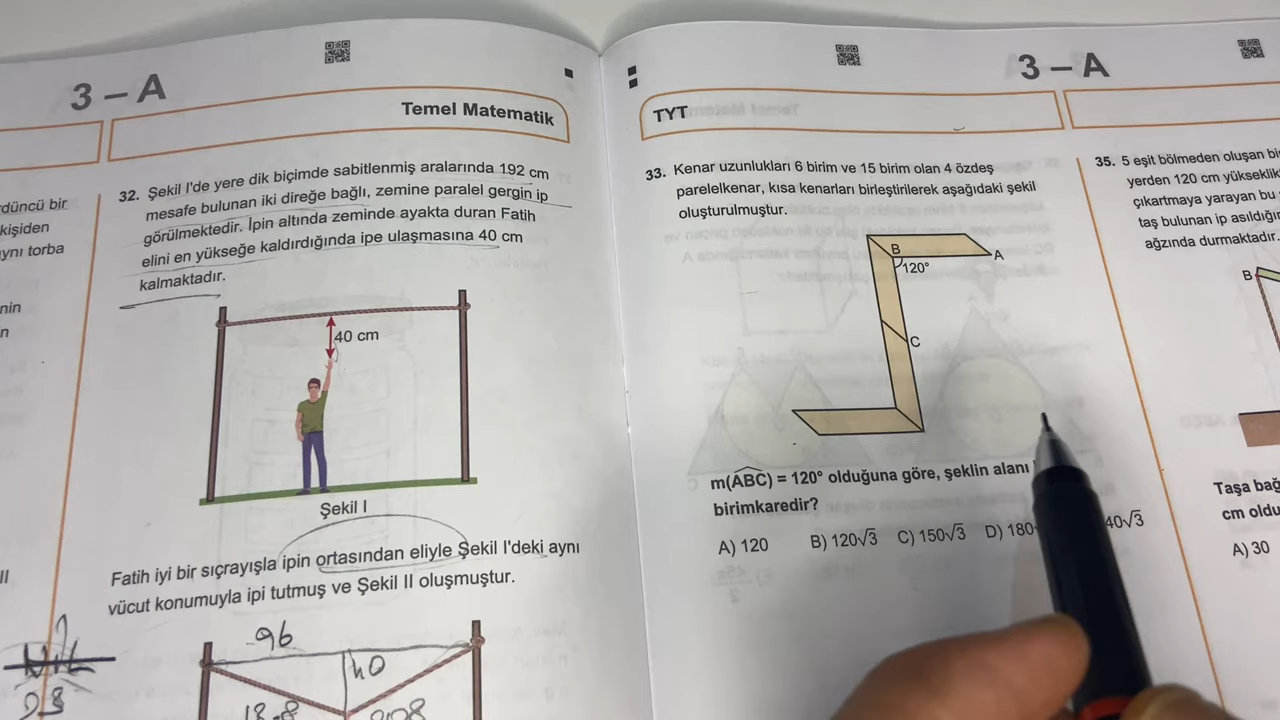 3 – A
Temel Matematik
düncü bir
kişiden
ynı torba
nin
n
32. Şekil I'de yere dik biçimde sabitlenmiş aralarında 192 cm
mesafe bulunan iki direğe bağlı, zemine paralel gergin ip
görülmektedir. İpin altında zeminde ayakta duran Fatih
elini en yükseğe kaldırdığında ipe ulaşmasına 40 cm
kalmaktadır.
40 cm
Şekil I
Fatih iyi bir sıçrayışla ipin ortasından eliyle Şekil I'deki aynı
vücut konumuyla ipi tutmuş ve Şekil II oluşmuştur.
96
40
3 – A
TYT
33. Kenar uzunlukları 6 birim ve 15 birim olan 4 özdeş
parelelkenar, kısa kenarları birleştirilerek aşağıdaki şekil
oluşturulmuştur.
B
A
120°
C
m(ABC) = 120° olduğuna göre, şeklin alanı
birimkaredir?
A) 120 B) 120√3 C) 150√3 D) 180 40√3
35. 5 eşit bölmeden oluşan bi
yerden 120 cm yükseklik
çıkartmaya yarayan bu
taş bulunan ip asıldığı
ağzında durmaktadır.
B
Taşa bağ
cm oldu
A) 30